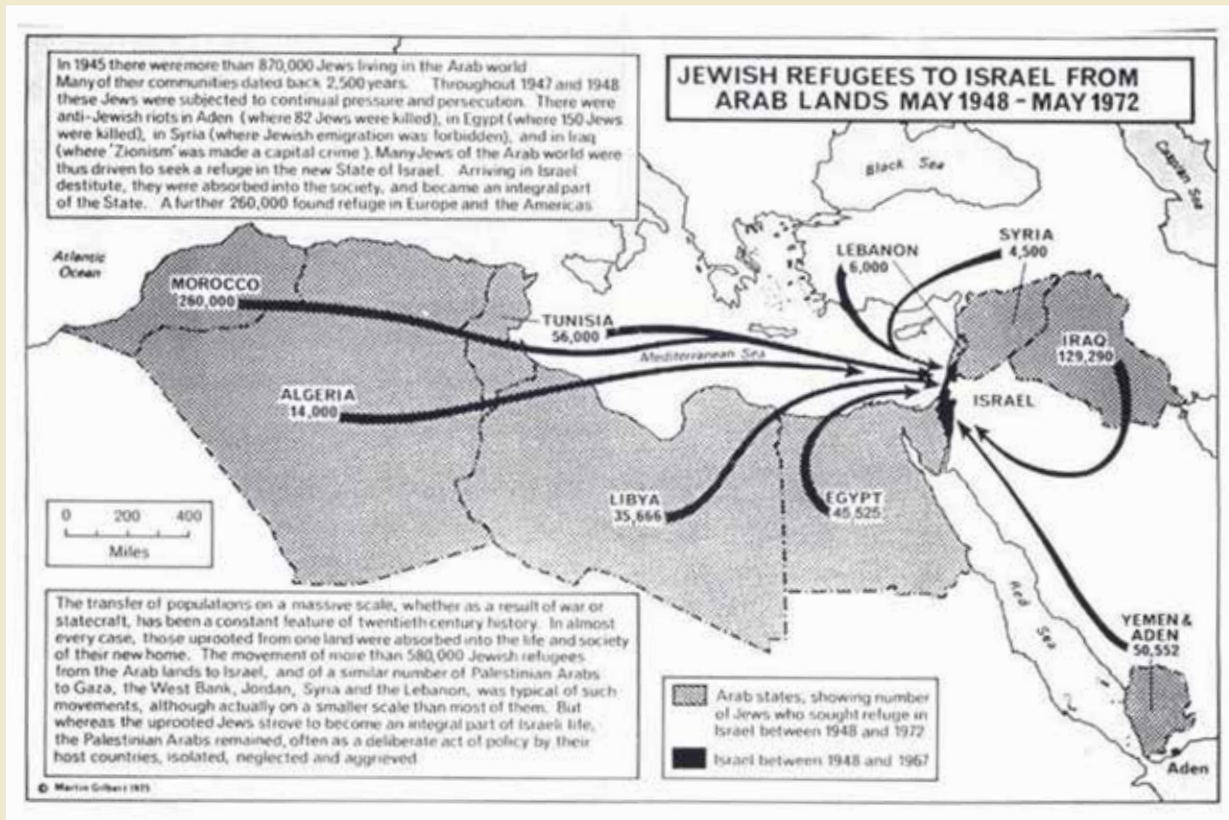 In 1945 there were more than 870,000 Jews living in the Arab world
Many of their communities dated back 2,500 years. Throughout 1947 and 1948
these Jews were subjected to continual pressure and persecution. There were
anti-Jewish riots in Aden (where 82 Jews were killed), in Egypt (where 150 Jews
were killed), in Syria (where Jewish emigration was forbidden), and in Iraq
(where 'Zionism' was made a capital crime). Many Jews of the Arab world were
thus driven to seek a refuge in the new State of Israel. Arriving in Israel
destitute, they were absorbed into the society, and became an integral part
of the State. A further 260,000 found refuge in Europe and the Americas
JEWISH REFUGEES TO ISRAEL FROM
ARAB LANDS MAY 1948 - MAY 1972
Black Sea
Caspian Sea
Atlantic
Ocean
LEBANON
6,000
SYRIA
4,500
MOROCCO
260,000
TUNISIA
56,000
Mediterranean Sea
IRAQ
129,290
ALGERIA
14,000
ISRAEL
LIBYA
35,666
EGYPT
45,525
0 200 400
Miles
Red
Sea
YEMEN &
ADEN
50,552
Aden
The transfer of populations on a massive scale, whether as a result of war or
statecraft, has been a constant feature of twentieth century history. In almost
every case, those uprooted from one land were absorbed into the life and society
of their new home. The movement of more than 580,000 Jewish refugees
from the Arab lands to Israel, and of a similar number of Palestinian Arabs
to Gaza, the West Bank, Jordan, Syria and the Lebanon, was typical of such
movements, although actually on a smaller scale than most of them. But
whereas the uprooted Jews strove to become an integral part of Israeli life,
the Palestinian Arabs remained, often as a deliberate act of policy by their
host countries, isolated, neglected and aggrieved
Arab states, showing number
of Jews who sought refuge in
Israel between 1948 and 1972
Israel between 1948 and 1967
© Martin Gilbert 1975